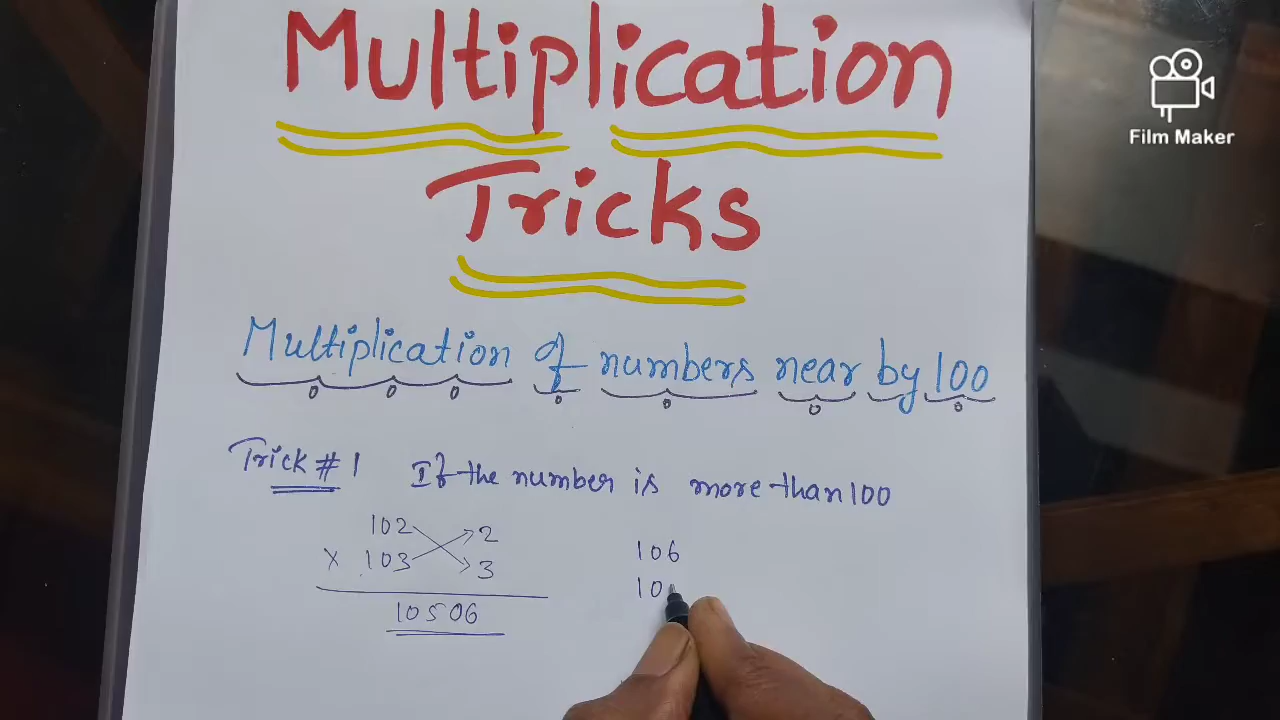 Multiplication
Tricks
Film Maker
Multiplication of numbers near by 100
Trick # 1 If the number is more than 100
102 2
X 103 3
10506
106
10